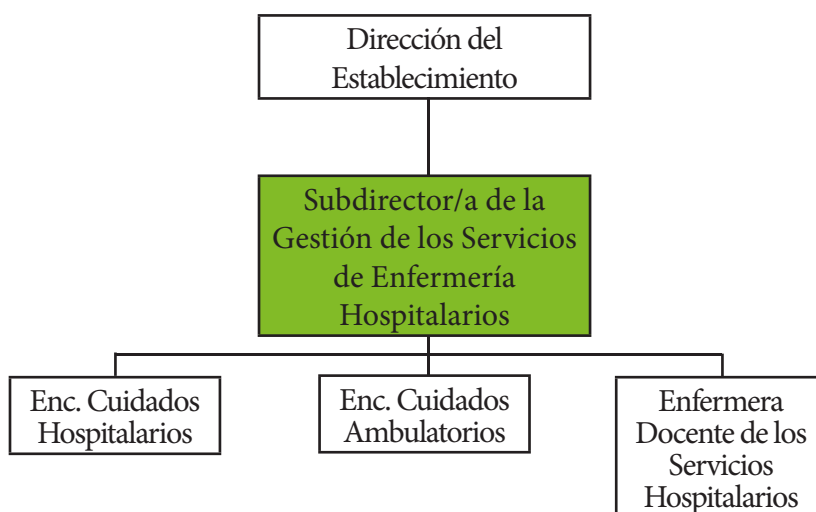 Dirección del
Establecimiento
Subdirector/a de la
Gestión de los Servicios
de Enfermería
Hospitalarios
Enc. Cuidados
Hospitalarios
Enc. Cuidados
Ambulatorios
Enfermera
Docente de los
Servicios
Hospitalarios